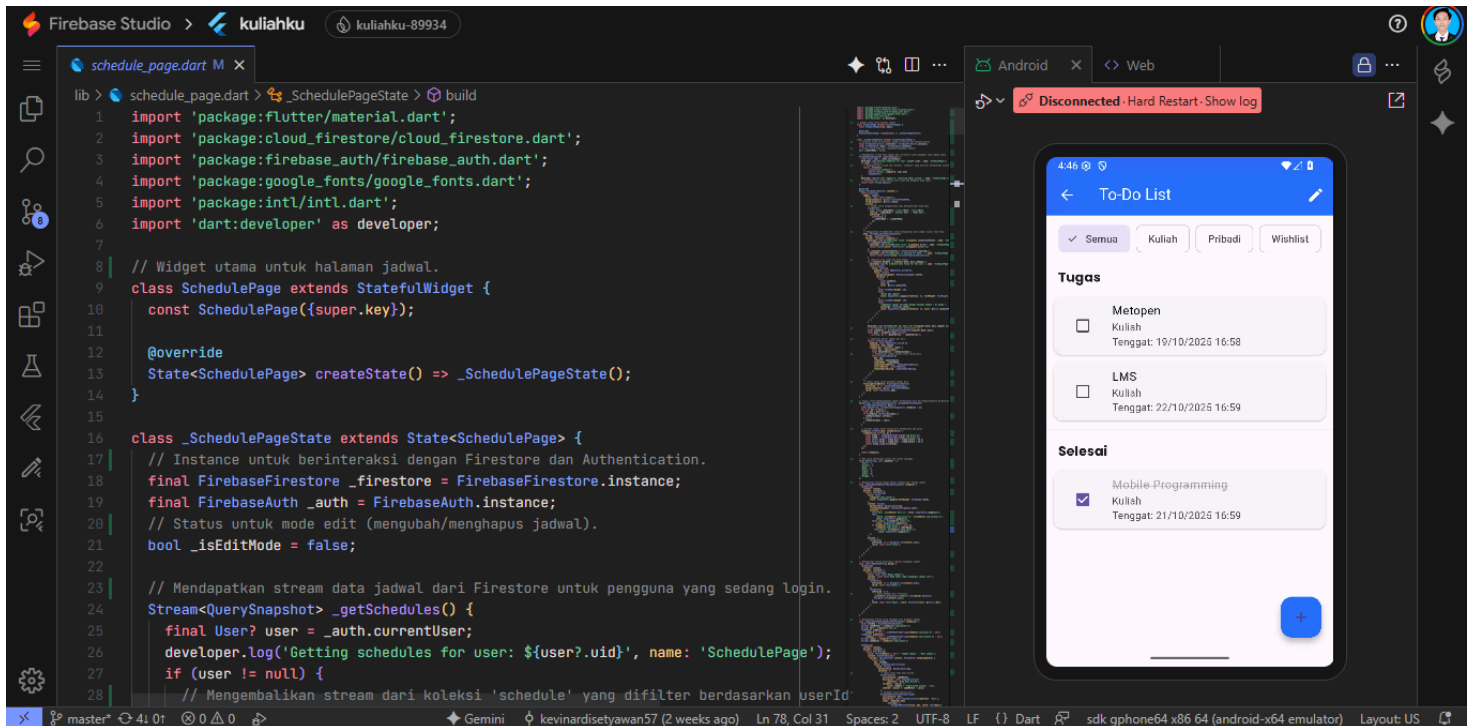 Firebase Studio > kuliahku kuliahku-89934
schedule_page.dart M ×
lib > schedule_page.dart > _SchedulePageState > build
1 import 'package:flutter/material.dart';
2 import 'package:cloud_firestore/cloud_firestore.dart';
3 import 'package:firebase_auth/firebase_auth.dart';
4 import 'package:google_fonts/google_fonts.dart';
5 import 'package:intl/intl.dart';
6 import 'dart:developer' as developer;
7
8 // Widget utama untuk halaman jadwal.
9 class SchedulePage extends StatefulWidget {
10 const SchedulePage({super.key});
11
12 @override
13 State<SchedulePage> createState() => _SchedulePageState();
14 }
15
16 class _SchedulePageState extends State<SchedulePage> {
17 // Instance untuk berinteraksi dengan Firestore dan Authentication.
18 final FirebaseFirestore _firestore = FirebaseFirestore.instance;
19 final FirebaseAuth _auth = FirebaseAuth.instance;
20 // Status untuk mode edit (mengubah/menghapus jadwal).
21 bool _isEditMode = false;
22
23 // Mendapatkan stream data jadwal dari Firestore untuk pengguna yang sedang login.
24 Stream<QuerySnapshot> _getSchedules() {
25 final User? user = _auth.currentUser;
26 developer.log('Getting schedules for user: ${user?.uid}', name: 'SchedulePage');
27 if (user != null) {
28 // Mengembalikan stream dari koleksi 'schedule' yang difilter berdasarkan userId
8
Android × <> Web
Disconnected · Hard Restart · Show log
4:46
To-Do List
Semua Kuliah Pribadi Wishlist
Tugas
Metopen
Kuliah
Tenggat: 19/10/2025 16:58
LMS
Kuliah
Tenggat: 22/10/2025 16:59
Selesai
Mobile Programming
Kuliah
Tenggat: 21/10/2025 16:59
+
master* 4↓ 0↑ 0 0 Gemini kevinardisetyawan57 (2 weeks ago) Ln 78, Col 31 Spaces: 2 UTF-8 LF {} Dart sdk gphone64 x86 64 (android-x64 emulator) Layout: US